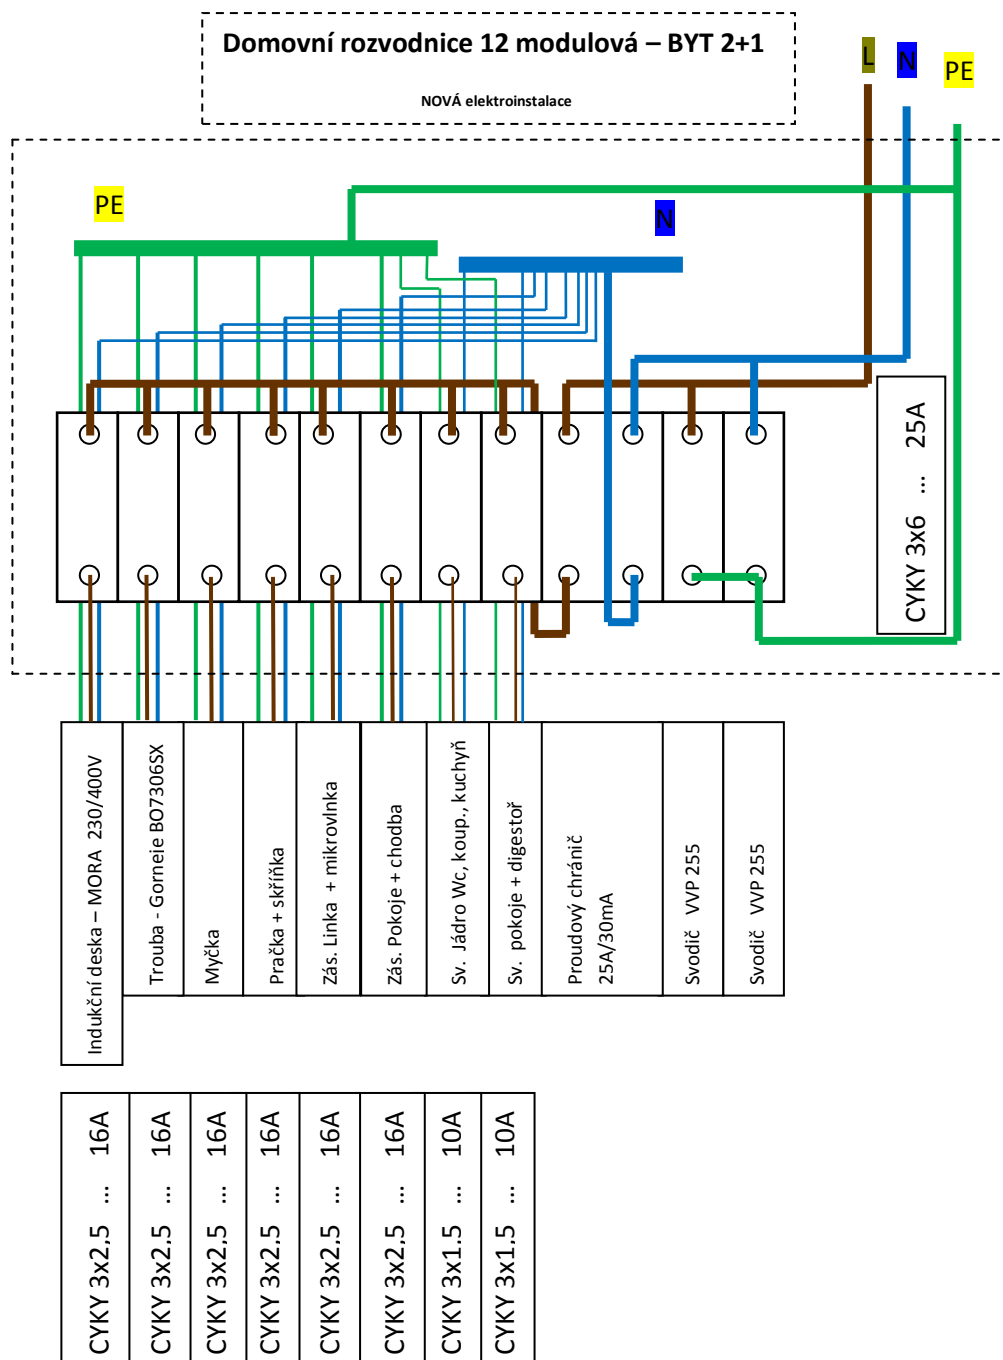 Domovní rozvodnice 12 modulová – BYT 2+1
NOVÁ elektroinstalace
L
N
PE
PE
N
CYKY 3x6 ... 25A
Indukční deska – MORA 230/400V
Trouba - Gorneie BO7306SX
Myčka
Pračka + skříňka
Zás. Linka + mikrovlnka
Zás. Pokoje + chodba
Sv. Jádro Wc, koup., kuchyň
Sv. pokoje + digestoř
Proudový chránič
25A/30mA
Svodič VVP 255
Svodič VVP 255
CYKY 3x2,5 ... 16A
CYKY 3x2,5 ... 16A
CYKY 3x2,5 ... 16A
CYKY 3x2,5 ... 16A
CYKY 3x2,5 ... 16A
CYKY 3x2,5 ... 16A
CYKY 3x1,5 ... 10A
CYKY 3x1,5 ... 10A